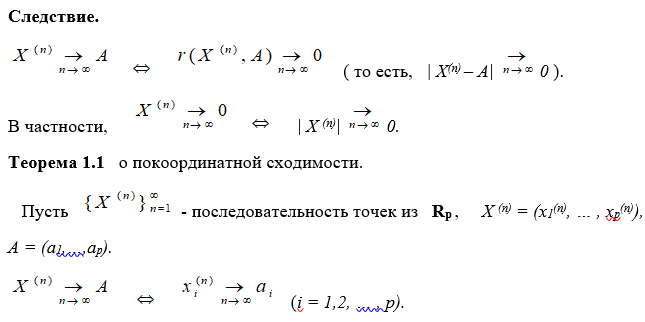 Следствие.
X⁽ⁿ⁾ → A (n→∞) ⇔ r(X⁽ⁿ⁾, A) → 0 (n→∞) ( то есть, | X⁽ⁿ⁾ – A| → 0 (n→∞) ).
В частности, X⁽ⁿ⁾ → 0 (n→∞) ⇔ | X⁽ⁿ⁾| → 0 (n→∞).
Теорема 1.1 о покоординатной сходимости.
Пусть {X⁽ⁿ⁾}∞ₙ₌₁ - последовательность точек из Rₚ , X⁽ⁿ⁾ = (x₁⁽ⁿ⁾, ... , xₚ⁽ⁿ⁾),
A = (a₁,...,aₚ).
X⁽ⁿ⁾ → A (n→∞) ⇔ xᵢ⁽ⁿ⁾ → aᵢ (n→∞) (i = 1,2, ..., p).